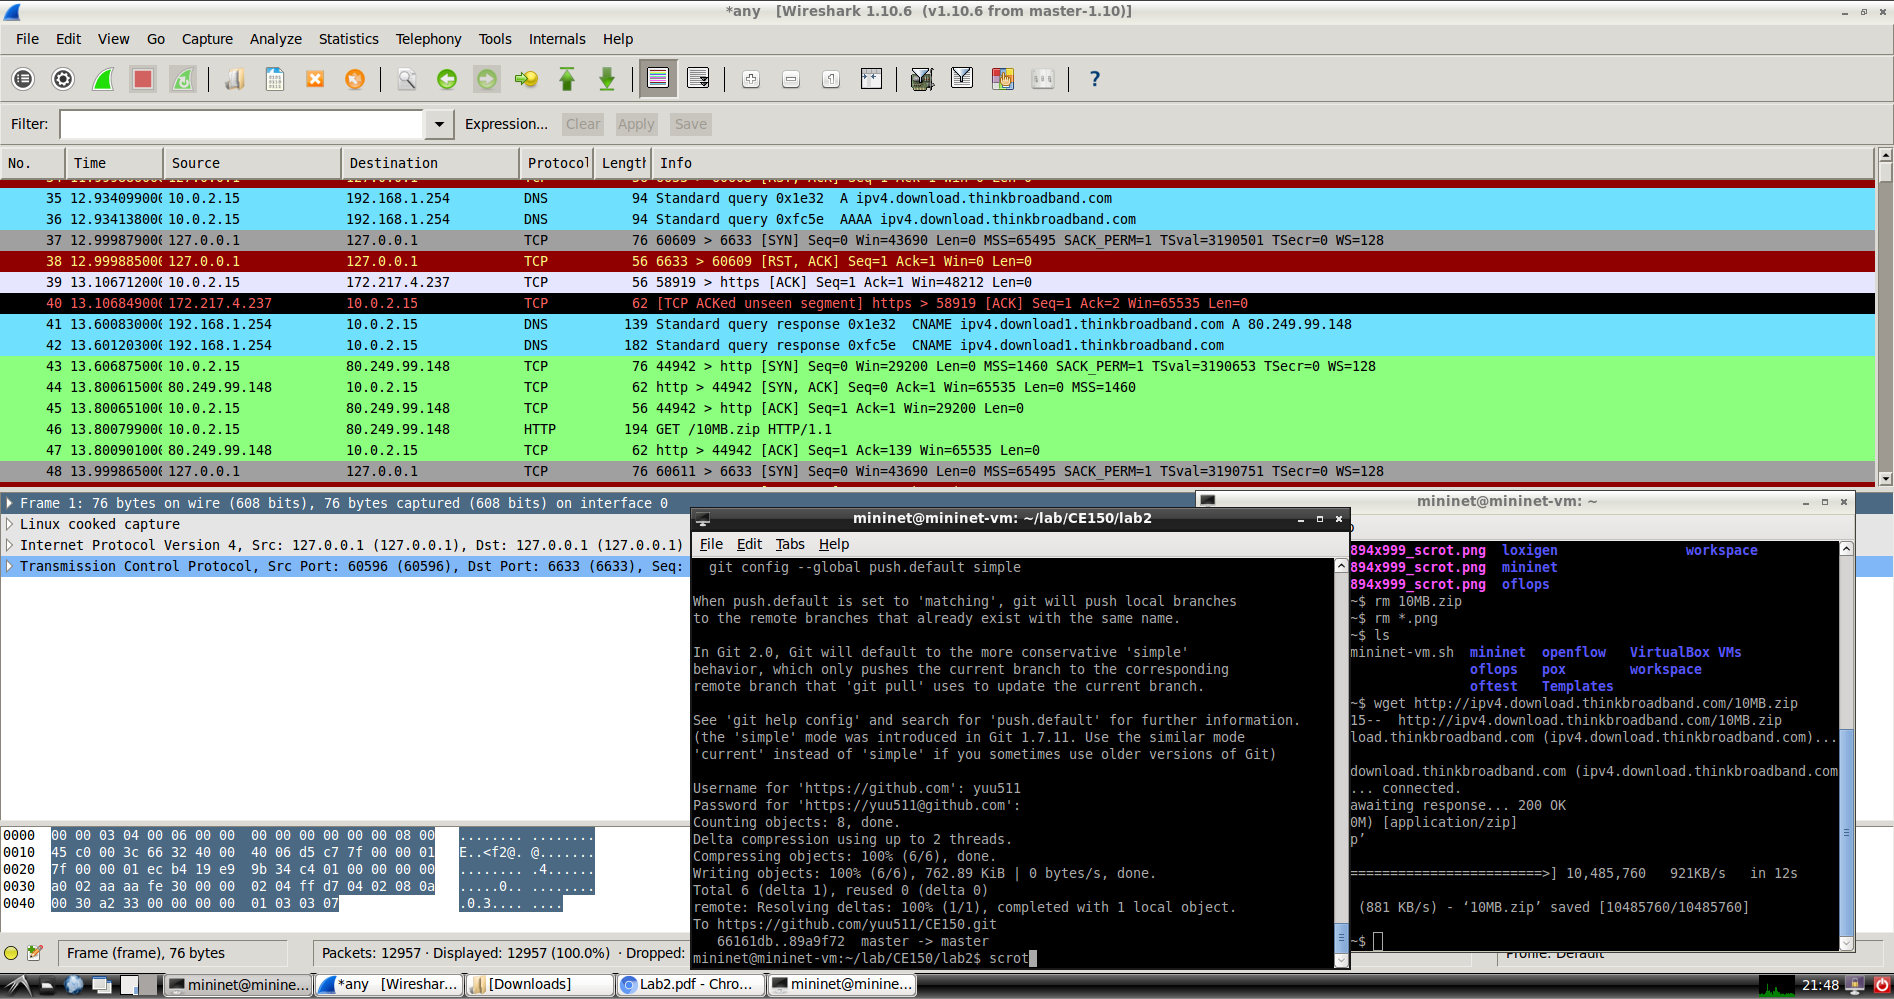 *any   [Wireshark 1.10.6  (v1.10.6 from master-1.10)]
File Edit View Go Capture Analyze Statistics Telephony Tools Internals Help
Filter: Expression... Clear Apply Save
No. Time Source Destination Protocol Length Info
35 12.934099000 10.0.2.15 192.168.1.254 DNS 94 Standard query 0x1e32  A ipv4.download.thinkbroadband.com
36 12.934138000 10.0.2.15 192.168.1.254 DNS 94 Standard query 0xfc5e  AAAA ipv4.download.thinkbroadband.com
37 12.999879000 127.0.0.1 127.0.0.1 TCP 76 60609 > 6633 [SYN] Seq=0 Win=43690 Len=0 MSS=65495 SACK_PERM=1 TSval=3190501 TSecr=0 WS=128
38 12.999885000 127.0.0.1 127.0.0.1 TCP 56 6633 > 60609 [RST, ACK] Seq=1 Ack=1 Win=0 Len=0
39 13.106712000 10.0.2.15 172.217.4.237 TCP 56 58919 > https [ACK] Seq=1 Ack=1 Win=48212 Len=0
40 13.106849000 172.217.4.237 10.0.2.15 TCP 62 [TCP ACKed unseen segment] https > 58919 [ACK] Seq=1 Ack=2 Win=65535 Len=0
41 13.600830000 192.168.1.254 10.0.2.15 DNS 139 Standard query response 0x1e32  CNAME ipv4.download1.thinkbroadband.com A 80.249.99.148
42 13.601203000 192.168.1.254 10.0.2.15 DNS 182 Standard query response 0xfc5e  CNAME ipv4.download1.thinkbroadband.com
43 13.606875000 10.0.2.15 80.249.99.148 TCP 76 44942 > http [SYN] Seq=0 Win=29200 Len=0 MSS=1460 SACK_PERM=1 TSval=3190653 TSecr=0 WS=128
44 13.800615000 80.249.99.148 10.0.2.15 TCP 62 http > 44942 [SYN, ACK] Seq=0 Ack=1 Win=65535 Len=0 MSS=1460
45 13.800651000 10.0.2.15 80.249.99.148 TCP 56 44942 > http [ACK] Seq=1 Ack=1 Win=29200 Len=0
46 13.800799000 10.0.2.15 80.249.99.148 HTTP 194 GET /10MB.zip HTTP/1.1
47 13.800901000 80.249.99.148 10.0.2.15 TCP 62 http > 44942 [ACK] Seq=1 Ack=139 Win=65535 Len=0
48 13.999865000 127.0.0.1 127.0.0.1 TCP 76 60611 > 6633 [SYN] Seq=0 Win=43690 Len=0 MSS=65495 SACK_PERM=1 TSval=3190751 TSecr=0 WS=128
Frame 1: 76 bytes on wire (608 bits), 76 bytes captured (608 bits) on interface 0
Linux cooked capture
Internet Protocol Version 4, Src: 127.0.0.1 (127.0.0.1), Dst: 127.0.0.1 (127.0.0.1)
Transmission Control Protocol, Src Port: 60596 (60596), Dst Port: 6633 (6633), Seq:
0000 00 00 03 04 00 06 00 00  00 00 00 00 00 00 08 00 ........ ........
0010 45 c0 00 3c 66 32 40 00  40 06 d5 c7 7f 00 00 01 E..<f2@. @.......
0020 7f 00 00 01 ec b4 19 e9  9b 34 c4 01 00 00 00 00 ........ .4......
0030 a0 02 aa aa fe 30 00 00  02 04 ff d7 04 02 08 0a .....0.. ........
0040 00 30 a2 33 00 00 00 00  01 03 03 07 .0.3.... ....
Frame (frame), 76 bytes
Packets: 12957 · Displayed: 12957 (100.0%)  · Dropped:
Profile: Default
mininet@mininet-vm: ~/lab/CE150/lab2
File Edit Tabs Help
git config --global push.default simple
When push.default is set to 'matching', git will push local branches
to the remote branches that already exist with the same name.
In Git 2.0, Git will default to the more conservative 'simple'
behavior, which only pushes the current branch to the corresponding
remote branch that 'git pull' uses to update the current branch.
See 'git help config' and search for 'push.default' for further information.
(the 'simple' mode was introduced in Git 1.7.11. Use the similar mode
'current' instead of 'simple' if you sometimes use older versions of Git)
Username for 'https://github.com': yuu511
Password for 'https://yuu511@github.com':
Counting objects: 8, done.
Delta compression using up to 2 threads.
Compressing objects: 100% (6/6), done.
Writing objects: 100% (6/6), 762.89 KiB | 0 bytes/s, done.
Total 6 (delta 1), reused 0 (delta 0)
remote: Resolving deltas: 100% (1/1), completed with 1 local object.
To https://github.com/yuu511/CE150.git
66161db..89a9f72  master -> master
mininet@mininet-vm:~/lab/CE150/lab2$ scrot
mininet@mininet-vm: ~
894x999_scrot.png  loxigen workspace
894x999_scrot.png  mininet
894x999_scrot.png  oflops
~$ rm 10MB.zip
~$ rm *.png
~$ ls
mininet-vm.sh  mininet  openflow   VirtualBox VMs
oflops   pox        workspace
oftest   Templates
~$ wget http://ipv4.download.thinkbroadband.com/10MB.zip
15--  http://ipv4.download.thinkbroadband.com/10MB.zip
load.thinkbroadband.com (ipv4.download.thinkbroadband.com)...
download.thinkbroadband.com (ipv4.download.thinkbroadband.com
... connected.
awaiting response... 200 OK
0M) [application/zip]
p’
========================>] 10,485,760   921KB/s   in 12s
(881 KB/s) - ‘10MB.zip’ saved [10485760/10485760]
~$
mininet@minine...
*any   [Wireshar...
[Downloads]
Lab2.pdf - Chro...
mininet@minine...
21:48